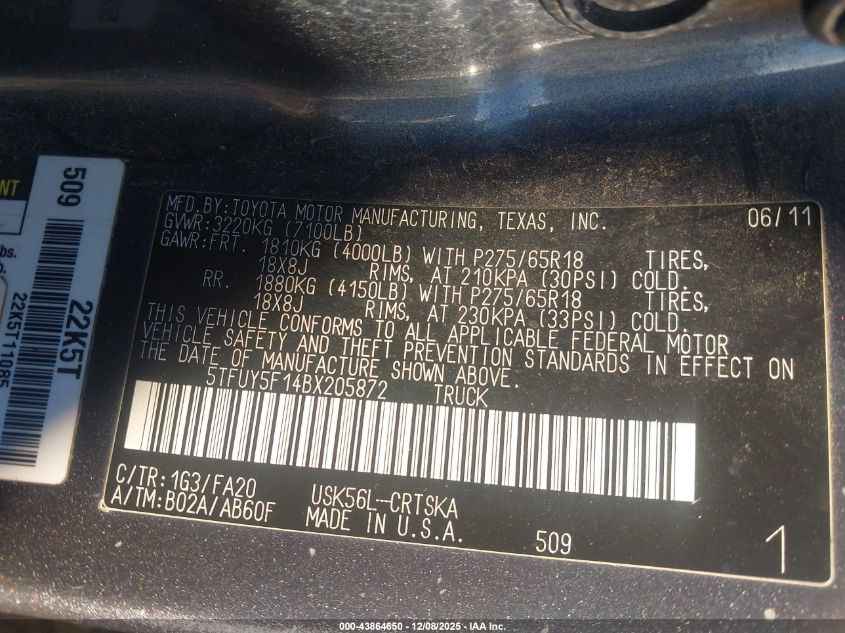 NT
509
lbs.
b.
22K5T
22K5T11085
MFD.BY:TOYOTA MOTOR MANUFACTURING, TEXAS, INC. 06/11
GVWR:3220KG (7100LB)
GAWR:FRT. 1810KG (4000LB) WITH P275/65R18 TIRES,
18X8J RIMS, AT 210KPA (30PSI) COLD.
RR. 1880KG (4150LB) WITH P275/65R18 TIRES,
18X8J RIMS, AT 230KPA (33PSI) COLD.
THIS VEHICLE CONFORMS TO ALL APPLICABLE FEDERAL MOTOR
VEHICLE SAFETY AND THEFT PREVENTION STANDARDS IN EFFECT ON
THE DATE OF MANUFACTURE SHOWN ABOVE.
5TFUY5F14BX205872 TRUCK
C/TR:1G3/FA20 USK56L-CRTSKA
A/TM:B02A/AB60F MADE IN U.S.A. 509 1
000-43864650 - 12/08/2025 - IAA Inc.